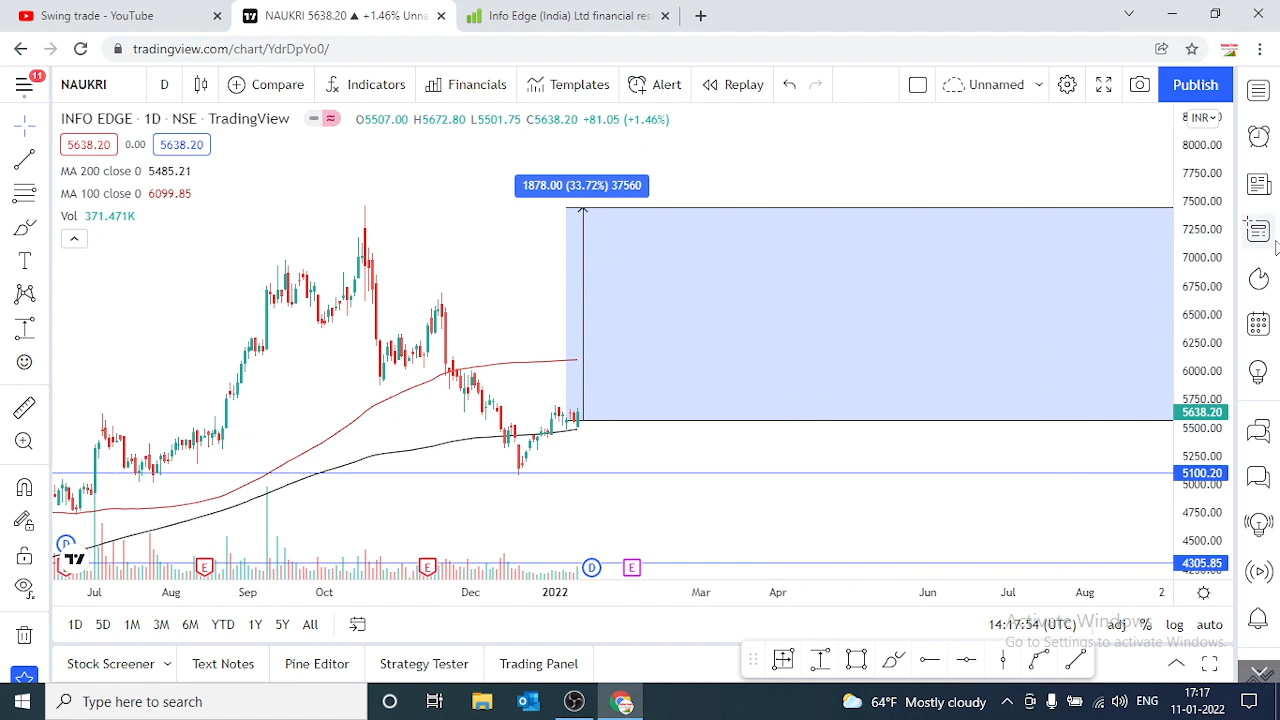 Swing trade - YouTube
NAUKRI 5638.20 ▲ +1.46% Unna
Info Edge (India) Ltd financial res
tradingview.com/chart/YdrDpYo0/
11
NAUKRI D Compare Indicators Financials Templates Alert Replay Unnamed Publish
INFO EDGE · 1D · NSE · TradingView O5507.00 H5672.80 L5501.75 C5638.20 +81.05 (+1.46%)
INR
5638.20 0.00 5638.20
MA 200 close 0 5485.21
MA 100 close 0 6099.85
Vol 371.471K
1878.00 (33.72%) 37560
8000.00
7750.00
7500.00
7250.00
7000.00
6750.00
6500.00
6250.00
6000.00
5750.00
5638.20
5500.00
5250.00
5100.20
5000.00
4750.00
4500.00
4305.85
D
E E E D E
Jul Aug Sep Oct Dec 2022 Mar Apr Jun Jul Aug 2
1D 5D 1M 3M 6M YTD 1Y 5Y All 14:17:54 (UTC) adj % log auto
Activate Windows
Go to Settings to activate Windows.
Stock Screener Text Notes Pine Editor Strategy Tester Trading Panel
Type here to search
64°F Mostly cloudy ENG
17:17
11-01-2022